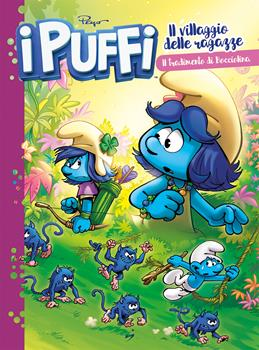 Peyo
i PUFFi
Il villaggio
delle ragazze
Il tradimento di Bocciolina